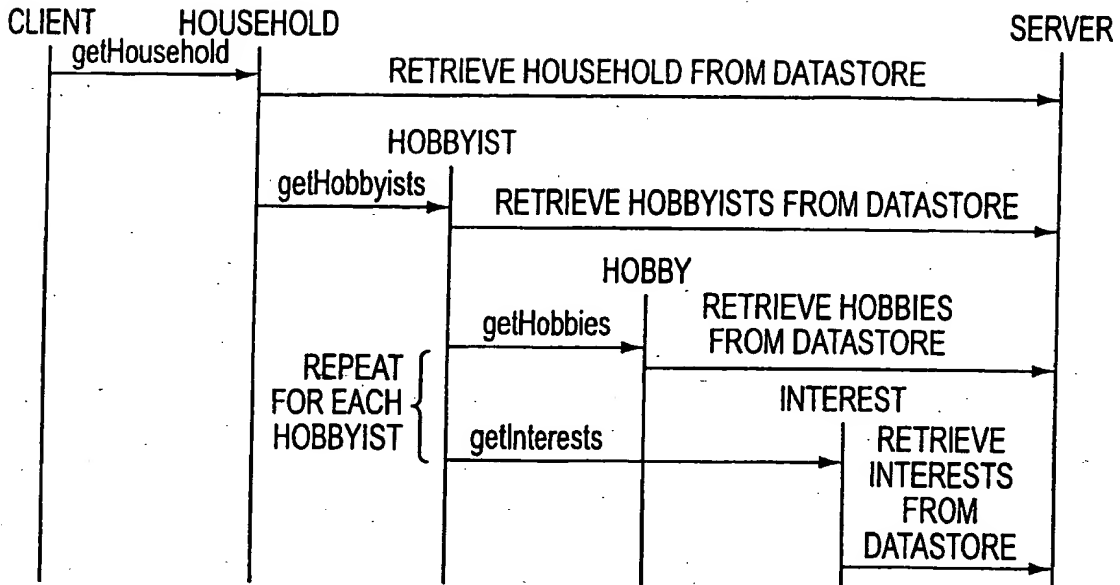 CLIENT
HOUSEHOLD
SERVER
getHousehold
RETRIEVE HOUSEHOLD FROM DATASTORE
HOBBYIST
getHobbyists
RETRIEVE HOBBYISTS FROM DATASTORE
HOBBY
getHobbies
RETRIEVE HOBBIES
FROM DATASTORE
REPEAT
FOR EACH
HOBBYIST
INTEREST
getInterests
RETRIEVE
INTERESTS
FROM
DATASTORE